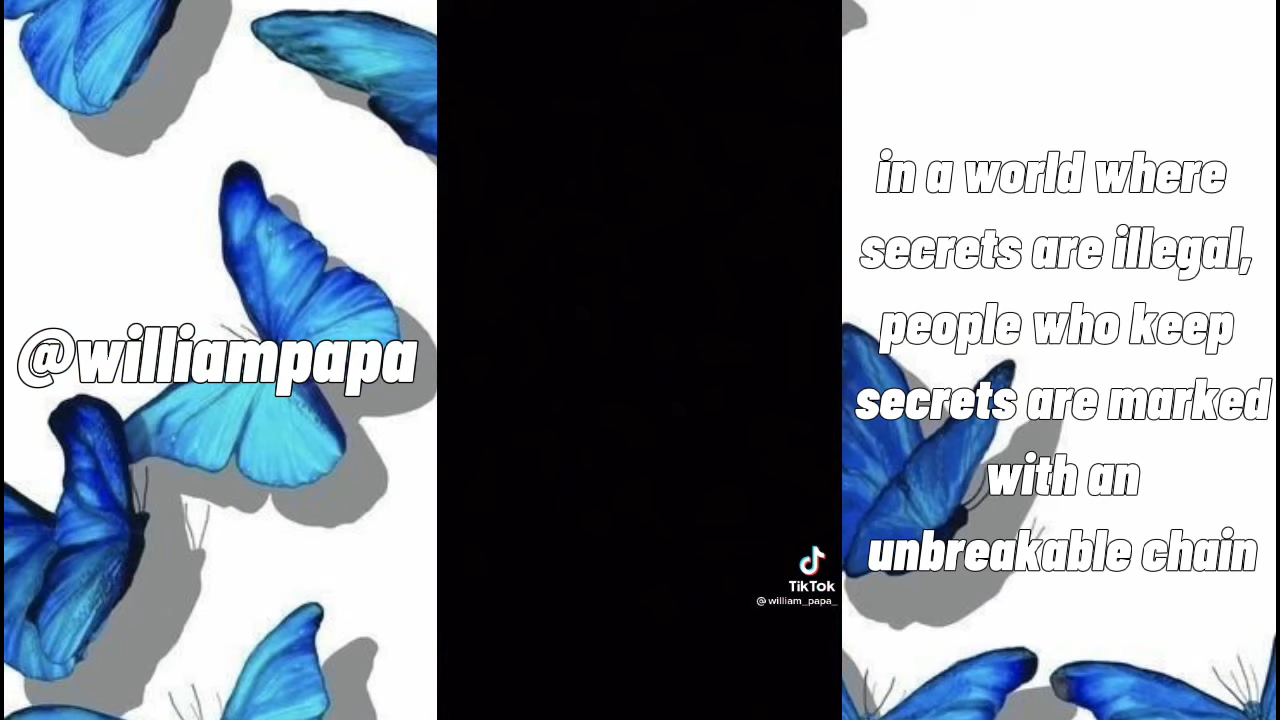 @williampapa
TikTok
@william_papa_
in a world where
secrets are illegal,
people who keep
secrets are marked
with an
unbreakable chain